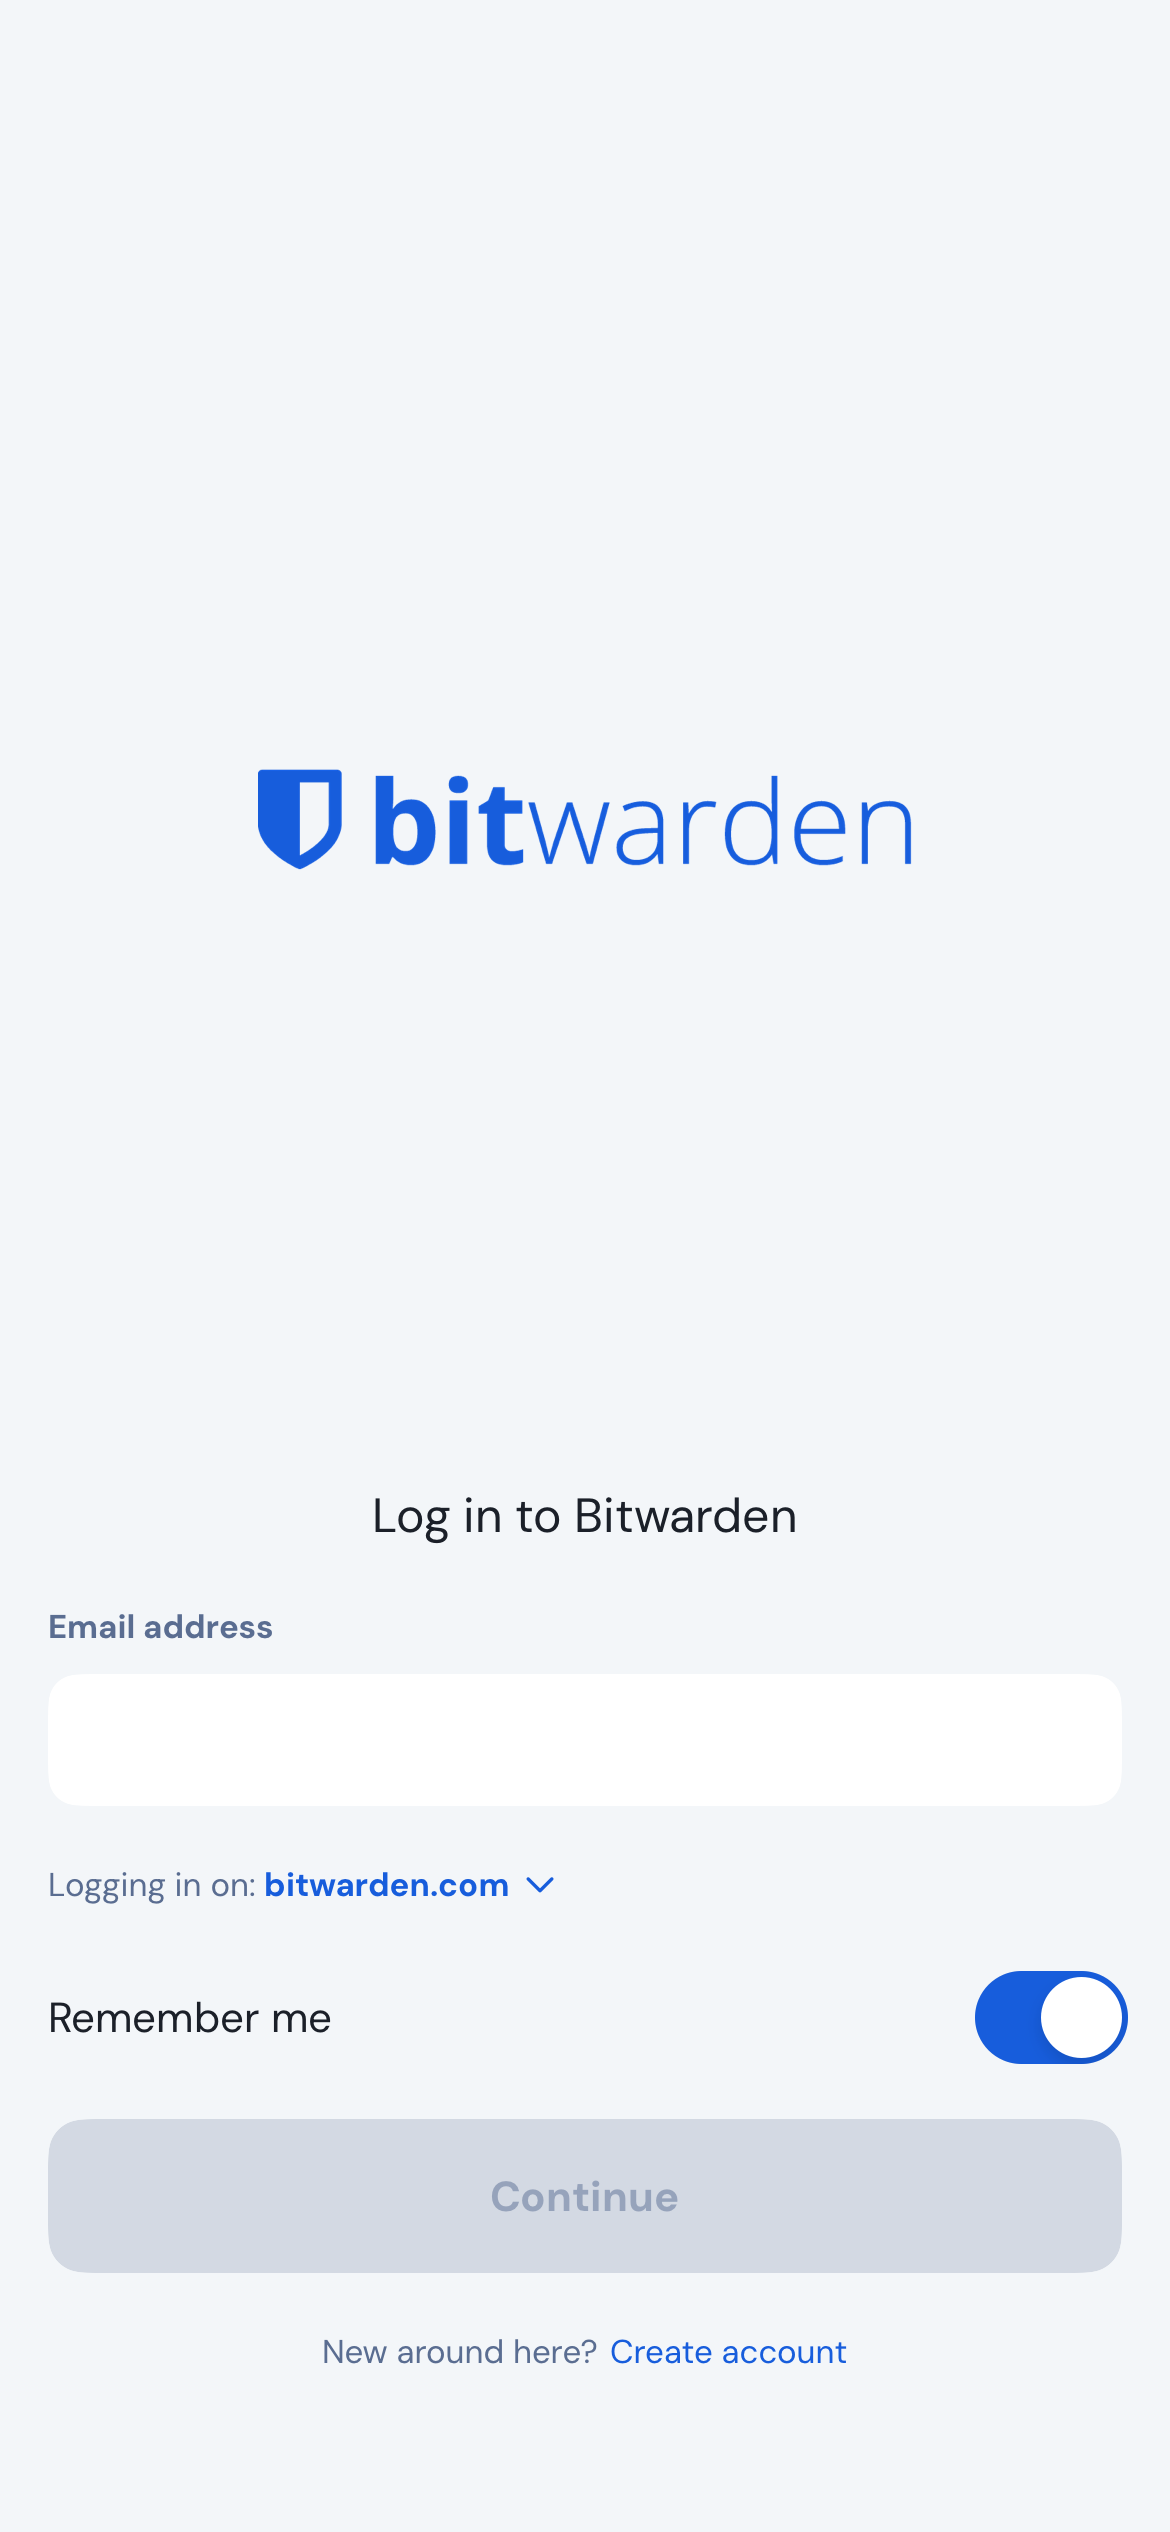 bitwarden
Log in to Bitwarden
Email address
Logging in on: bitwarden.com
Remember me
Continue
New around here? Create account